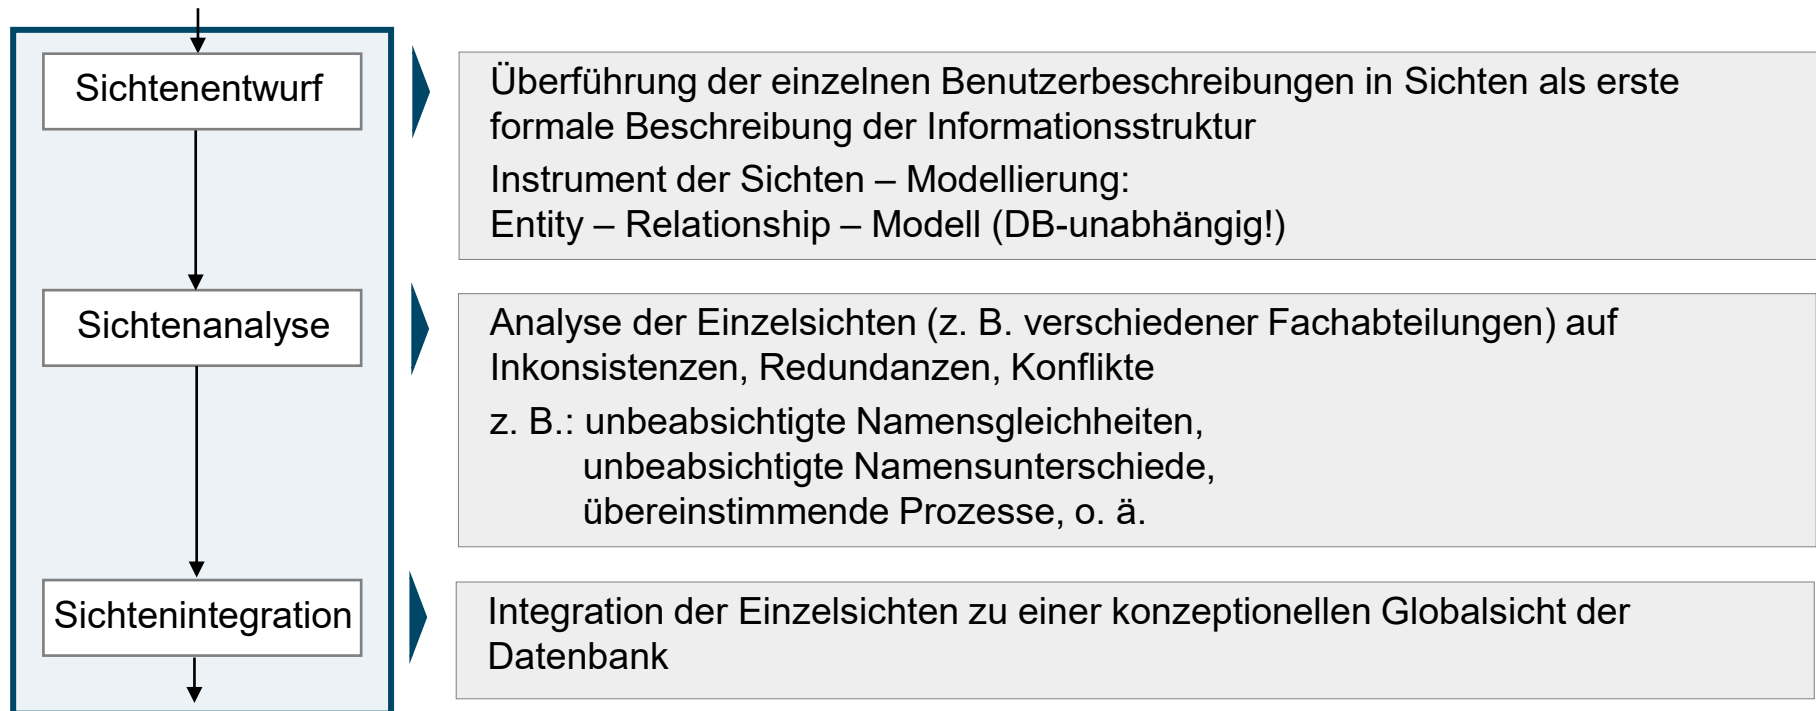 Sichtenentwurf
Überführung der einzelnen Benutzerbeschreibungen in Sichten als erste
formale Beschreibung der Informationsstruktur
Instrument der Sichten – Modellierung:
Entity – Relationship – Modell (DB-unabhängig!)
Sichtenanalyse
Analyse der Einzelsichten (z. B. verschiedener Fachabteilungen) auf
Inkonsistenzen, Redundanzen, Konflikte
z. B.: unbeabsichtigte Namensgleichheiten,
unbeabsichtigte Namensunterschiede,
übereinstimmende Prozesse, o. ä.
Sichtenintegration
Integration der Einzelsichten zu einer konzeptionellen Globalsicht der
Datenbank